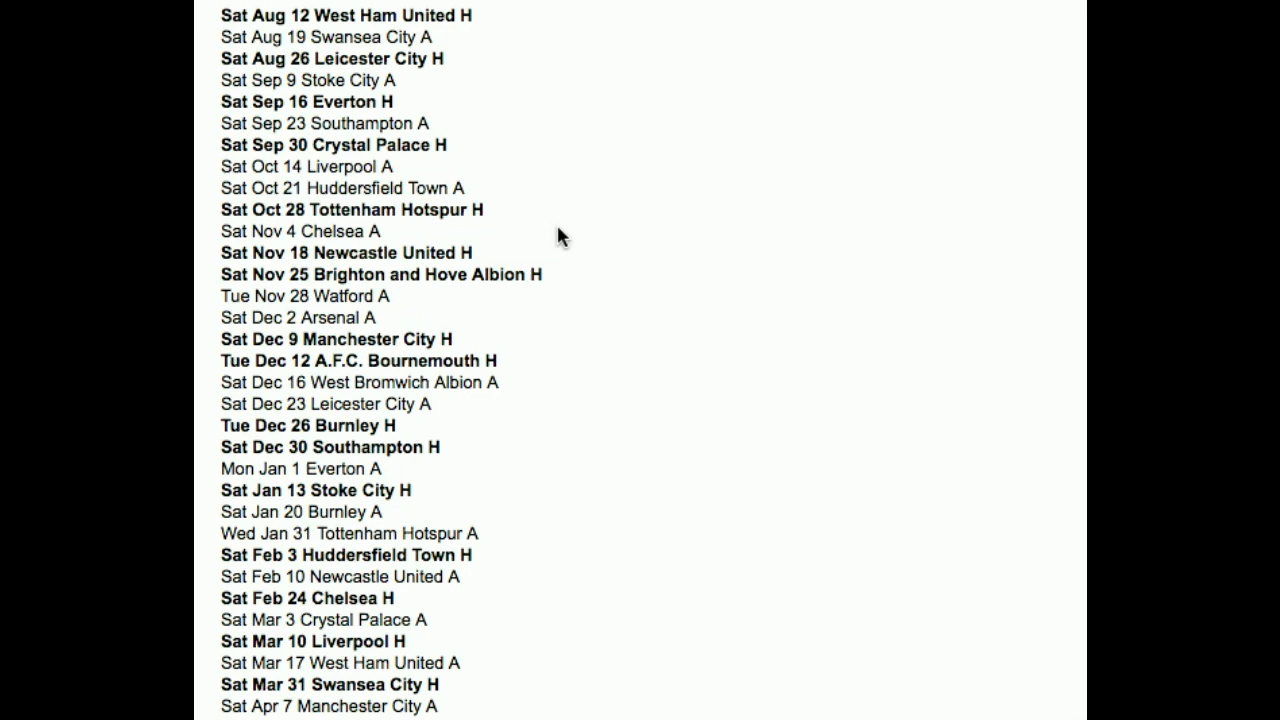 Sat Aug 12 West Ham United H
Sat Aug 19 Swansea City A
Sat Aug 26 Leicester City H
Sat Sep 9 Stoke City A
Sat Sep 16 Everton H
Sat Sep 23 Southampton A
Sat Sep 30 Crystal Palace H
Sat Oct 14 Liverpool A
Sat Oct 21 Huddersfield Town A
Sat Oct 28 Tottenham Hotspur H
Sat Nov 4 Chelsea A
Sat Nov 18 Newcastle United H
Sat Nov 25 Brighton and Hove Albion H
Tue Nov 28 Watford A
Sat Dec 2 Arsenal A
Sat Dec 9 Manchester City H
Tue Dec 12 A.F.C. Bournemouth H
Sat Dec 16 West Bromwich Albion A
Sat Dec 23 Leicester City A
Tue Dec 26 Burnley H
Sat Dec 30 Southampton H
Mon Jan 1 Everton A
Sat Jan 13 Stoke City H
Sat Jan 20 Burnley A
Wed Jan 31 Tottenham Hotspur A
Sat Feb 3 Huddersfield Town H
Sat Feb 10 Newcastle United A
Sat Feb 24 Chelsea H
Sat Mar 3 Crystal Palace A
Sat Mar 10 Liverpool H
Sat Mar 17 West Ham United A
Sat Mar 31 Swansea City H
Sat Apr 7 Manchester City A